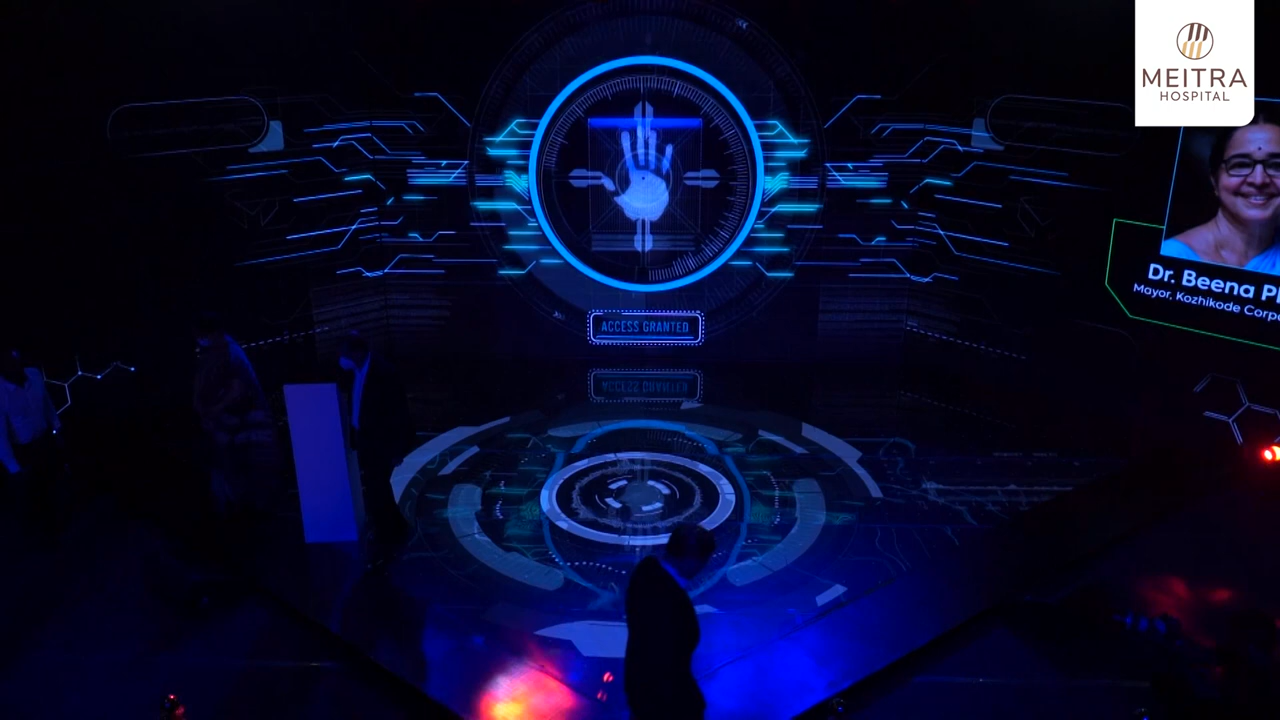 MEITRA
HOSPITAL
Dr. Beena
Mayor, Kozhikode
ACCESS GRANTED